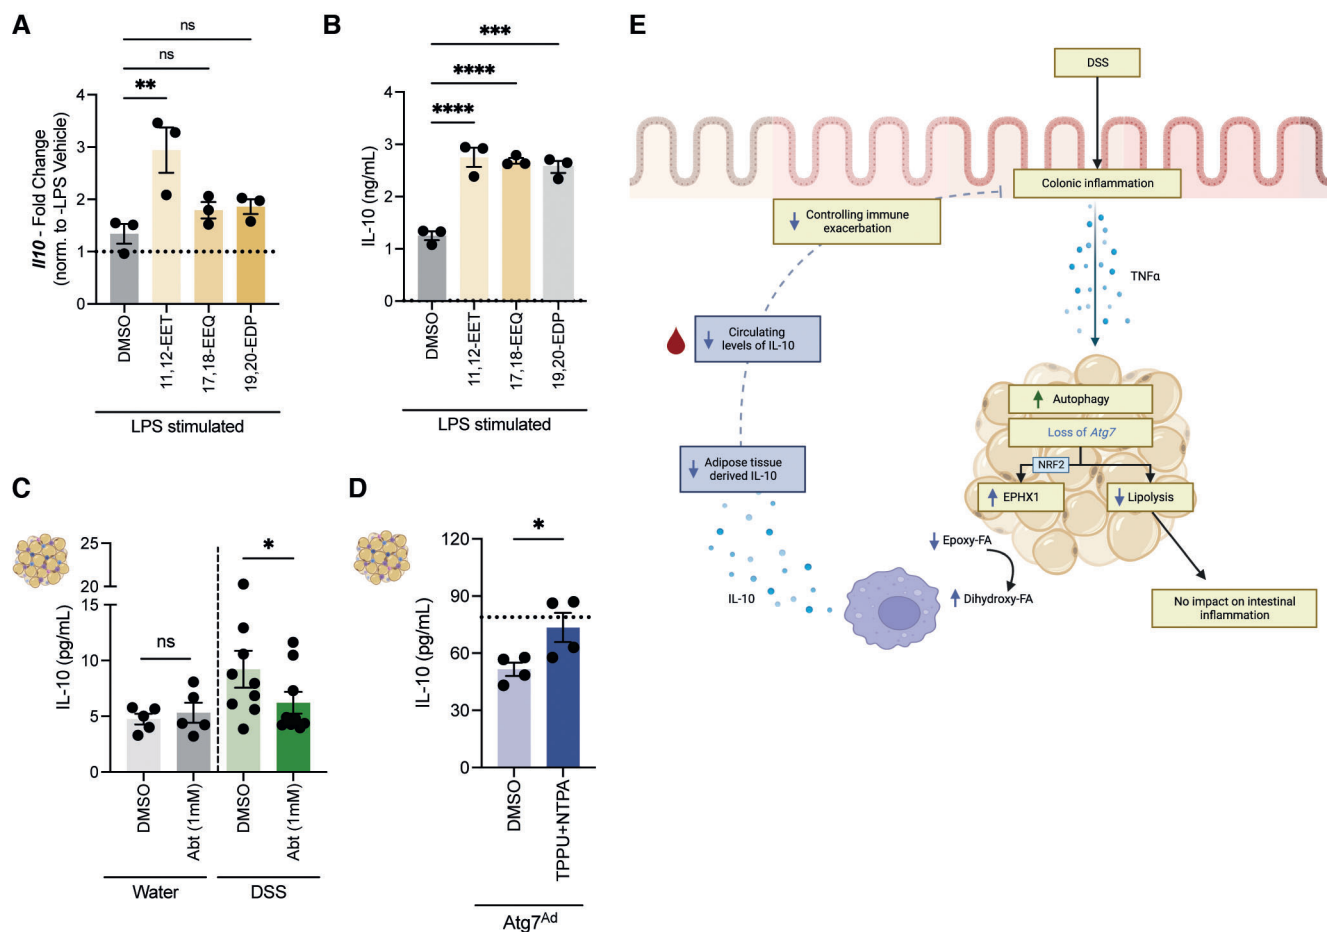 A
ns
ns
**
Il10 - Fold Change
(norm. to -LPS Vehicle)
4
3
2
1
0
DMSO
11,12-EET
17,18-EEQ
19,20-EDP
LPS stimulated
B
***
****
****
IL-10 (ng/mL)
4
3
2
1
0
DMSO
11,12-EET
17,18-EEQ
19,20-EDP
LPS stimulated
C
IL-10 (pg/mL)
25
20
15
10
5
0
ns
*
DMSO
Abt (1mM)
DMSO
Abt (1mM)
Water
DSS
D
IL-10 (pg/mL)
120
90
60
30
0
*
DMSO
TPPU+NTPA
Atg7Ad
E
DSS
Colonic inflammation
Controlling immune
exacerbation
TNFα
Circulating
levels of IL-10
Autophagy
Loss of Atg7
NRF2
EPHX1
Lipolysis
Adipose tissue
derived IL-10
Epoxy-FA
Dihydroxy-FA
IL-10
No impact on intestinal
inflammation